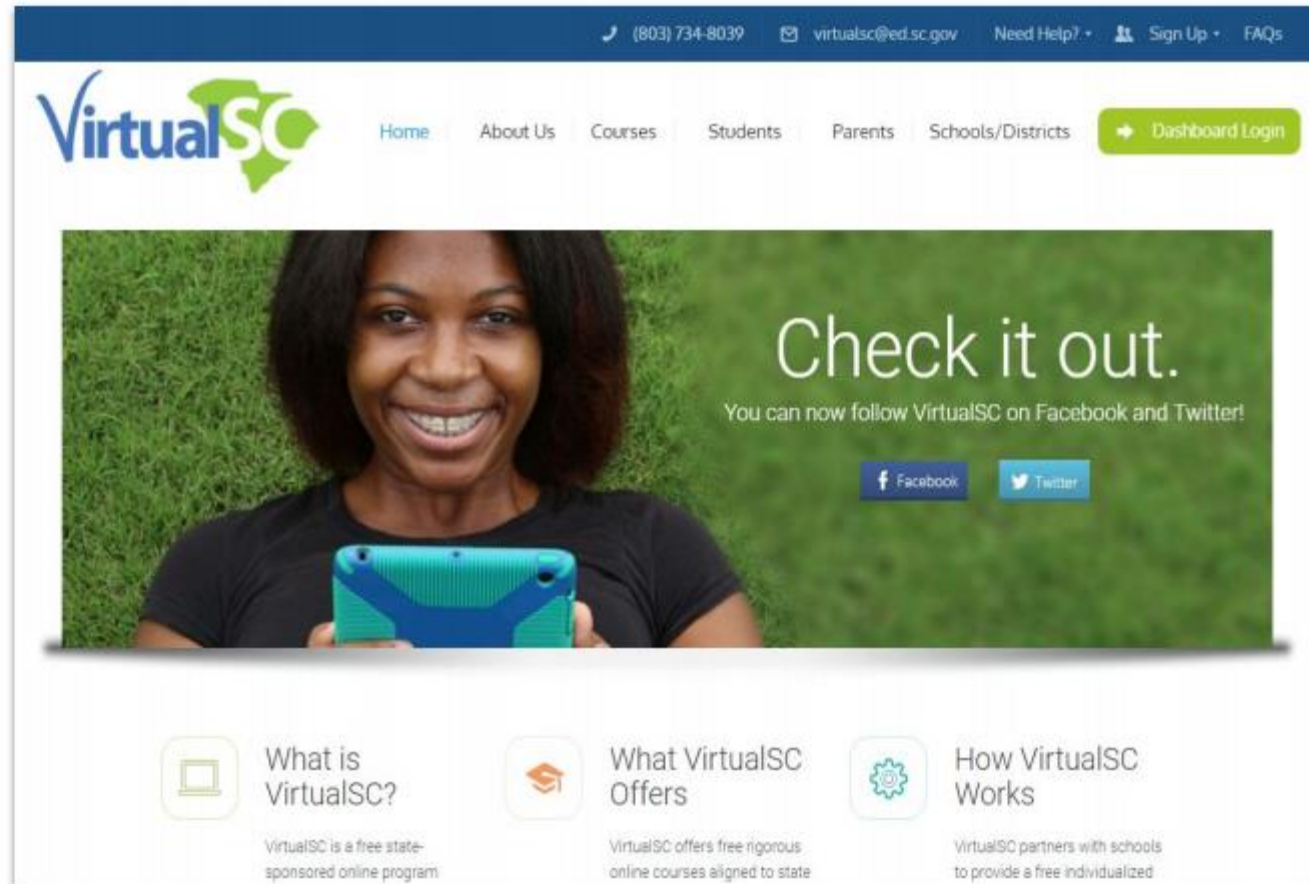 (803) 734-8039 virtualsc@ed.sc.gov Need Help? Sign Up FAQs
VirtualSC
Home About Us Courses Students Parents Schools/Districts Dashboard Login
Check it out.
You can now follow VirtualSC on Facebook and Twitter!
Facebook Twitter
What is
VirtualSC?
VirtualSC is a free state-
sponsored online program
What VirtualSC
Offers
VirtualSC offers free rigorous
online courses aligned to state
How VirtualSC
Works
VirtualSC partners with schools
to provide a free individualized